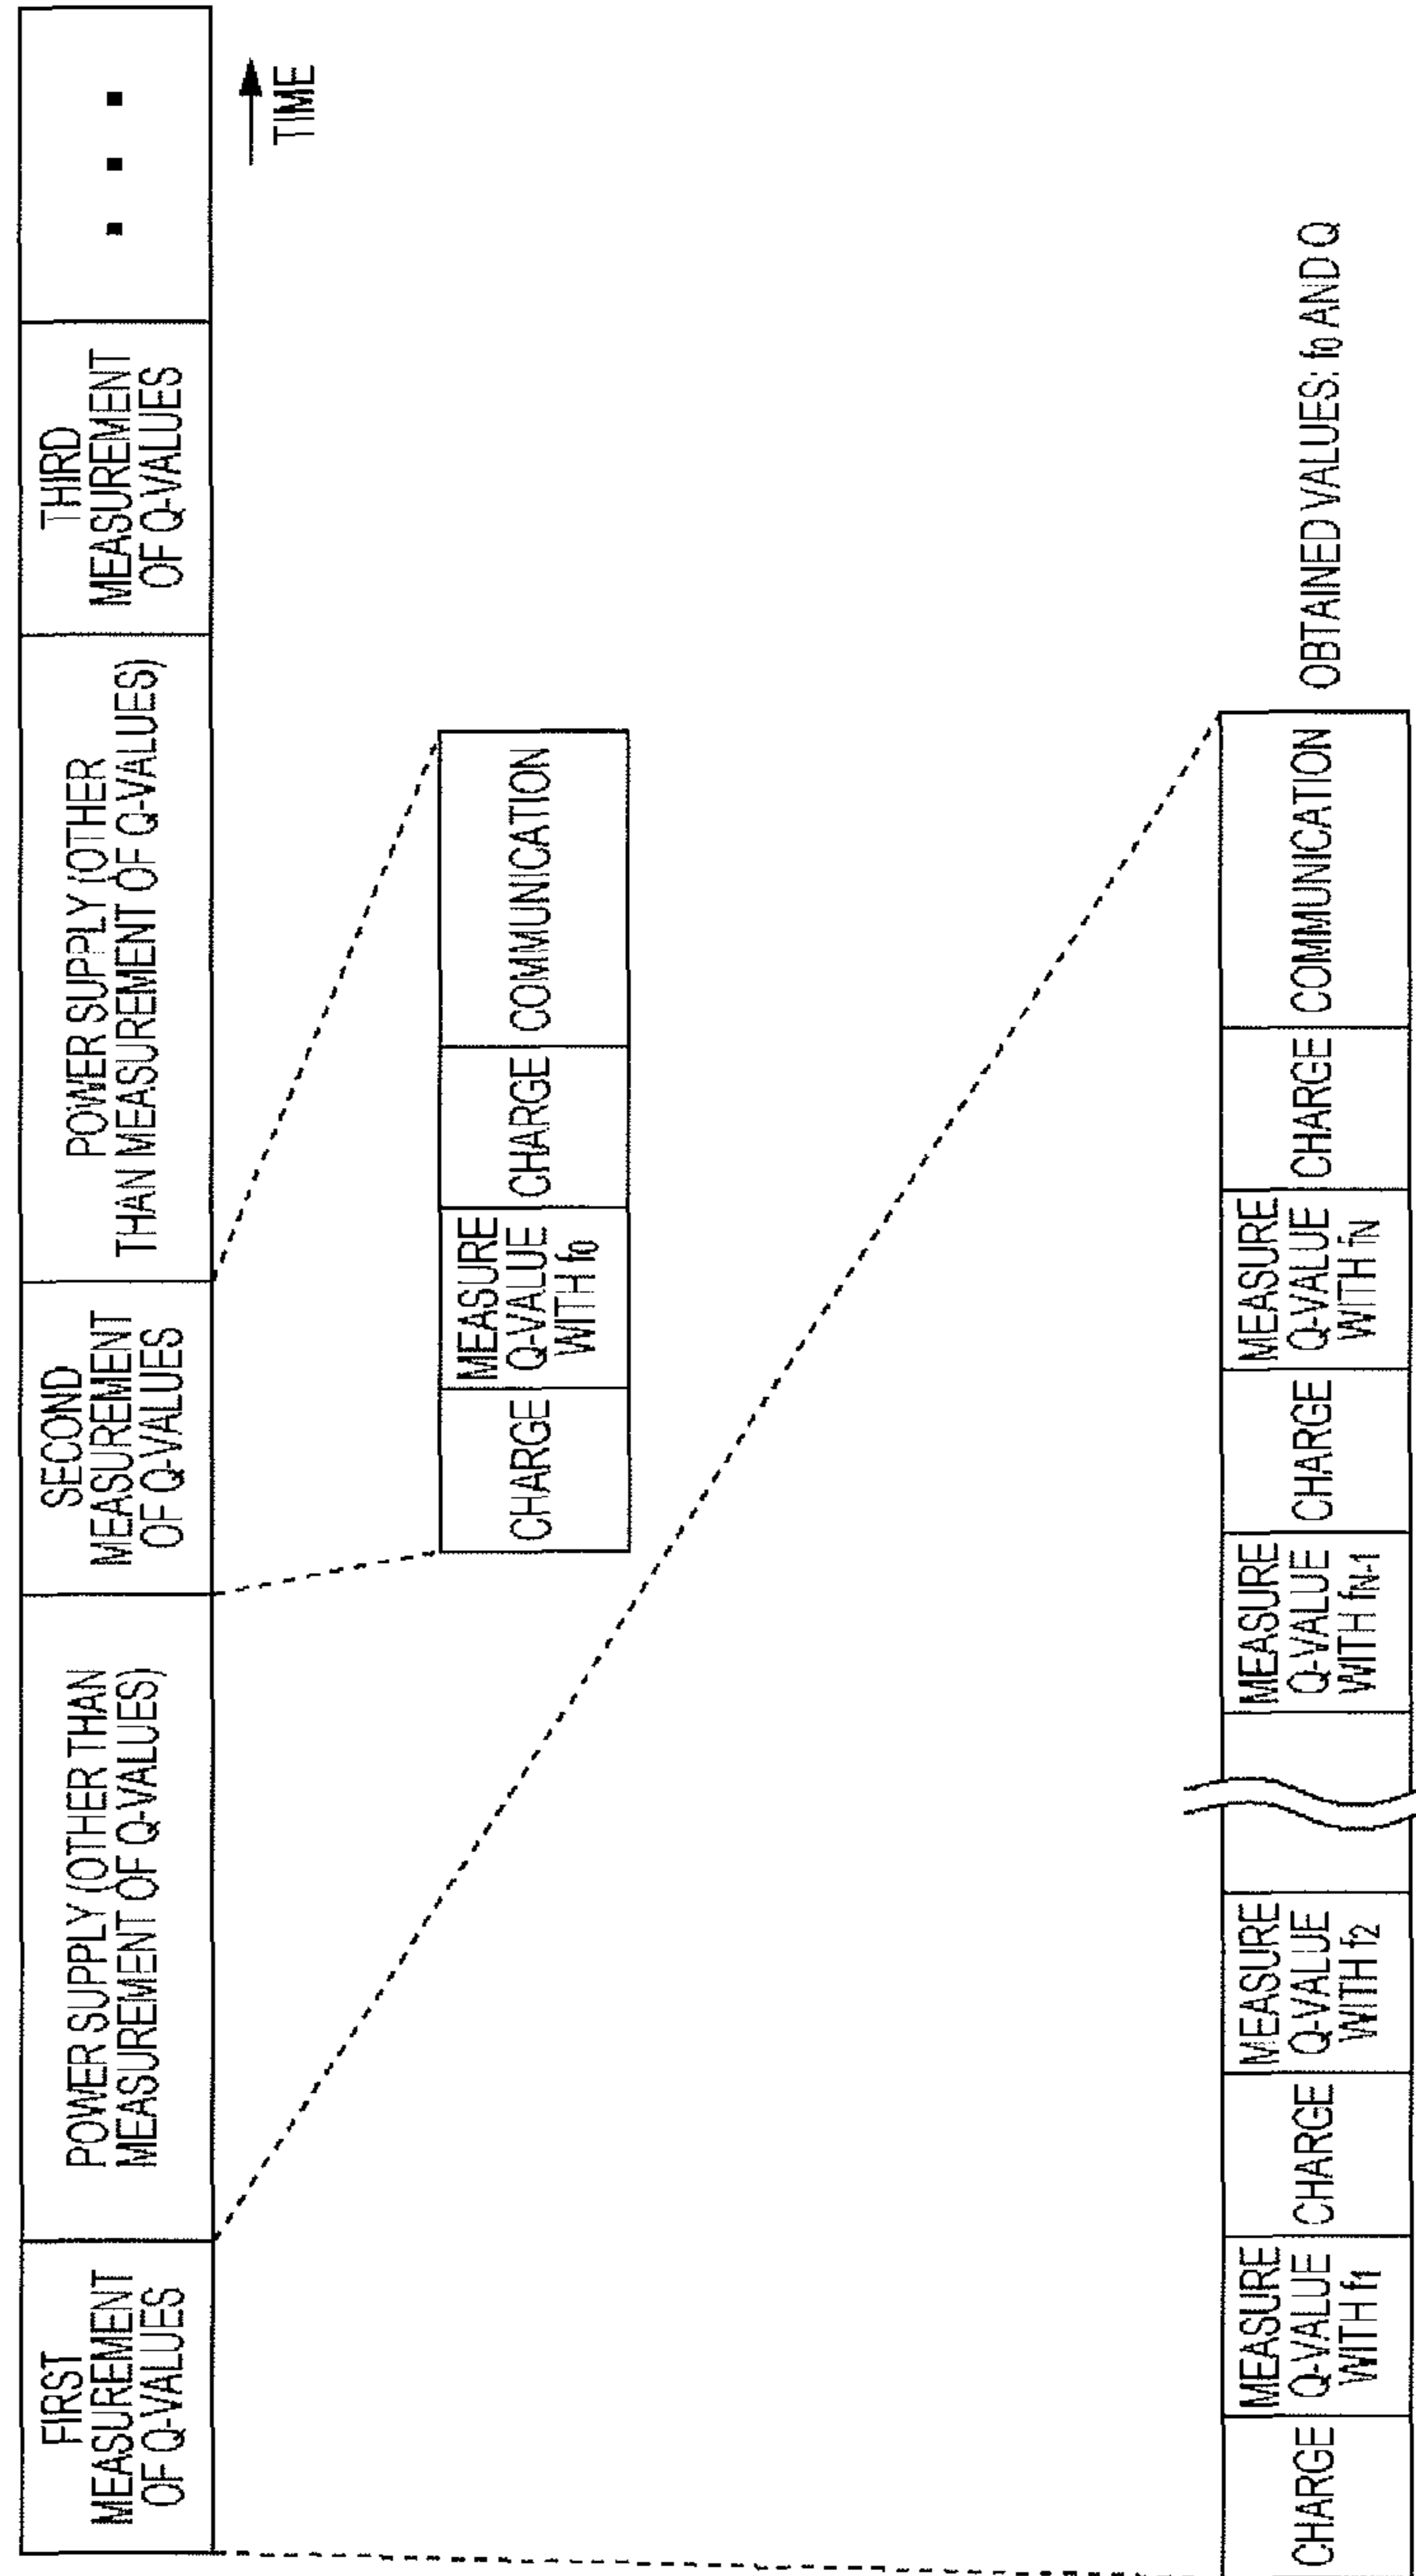 FIRST
MEASUREMENT
OF Q-VALUES
POWER SUPPLY (OTHER THAN
MEASUREMENT OF Q-VALUES)
SECOND
MEASUREMENT
OF Q-VALUES
POWER SUPPLY (OTHER
THAN MEASUREMENT OF Q-VALUES)
THIRD
MEASUREMENT
OF Q-VALUES
. . .
TIME
CHARGE
MEASURE
Q-VALUE
WITH f0
CHARGE
COMMUNICATION
CHARGE
MEASURE
Q-VALUE
WITH f1
CHARGE
MEASURE
Q-VALUE
WITH f2
MEASURE
Q-VALUE
WITH fN-1
CHARGE
MEASURE
Q-VALUE
WITH fN
CHARGE
COMMUNICATION
OBTAINED VALUES: f0 AND Q